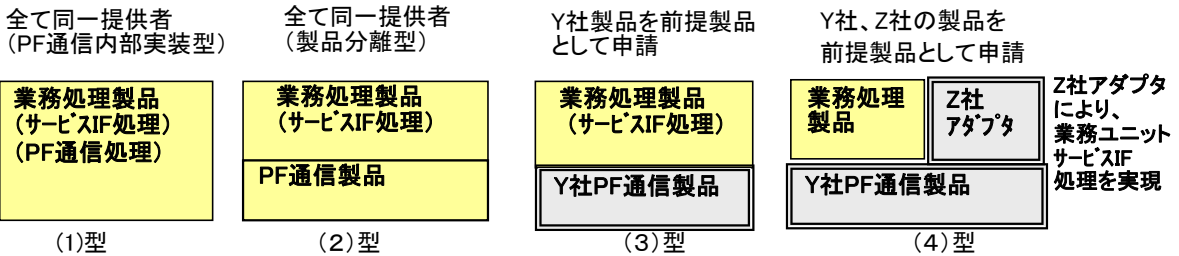 全て同一提供者
(PF通信内部実装型)
業務処理製品
(サービスIF処理)
(PF通信処理)
(1)型
全て同一提供者
(製品分離型)
業務処理製品
(サービスIF処理)
PF通信製品
(２)型
Y社製品を前提製品
として申請
業務処理製品
(サービスIF処理)
Y社PF通信製品
(３)型
Y社、Z社の製品を
前提製品として申請
業務処理
製品
Z社
アダプタ
Y社PF通信製品
Z社アダプタ
により、
業務ユニット
サービスIF
処理を実現
(４)型